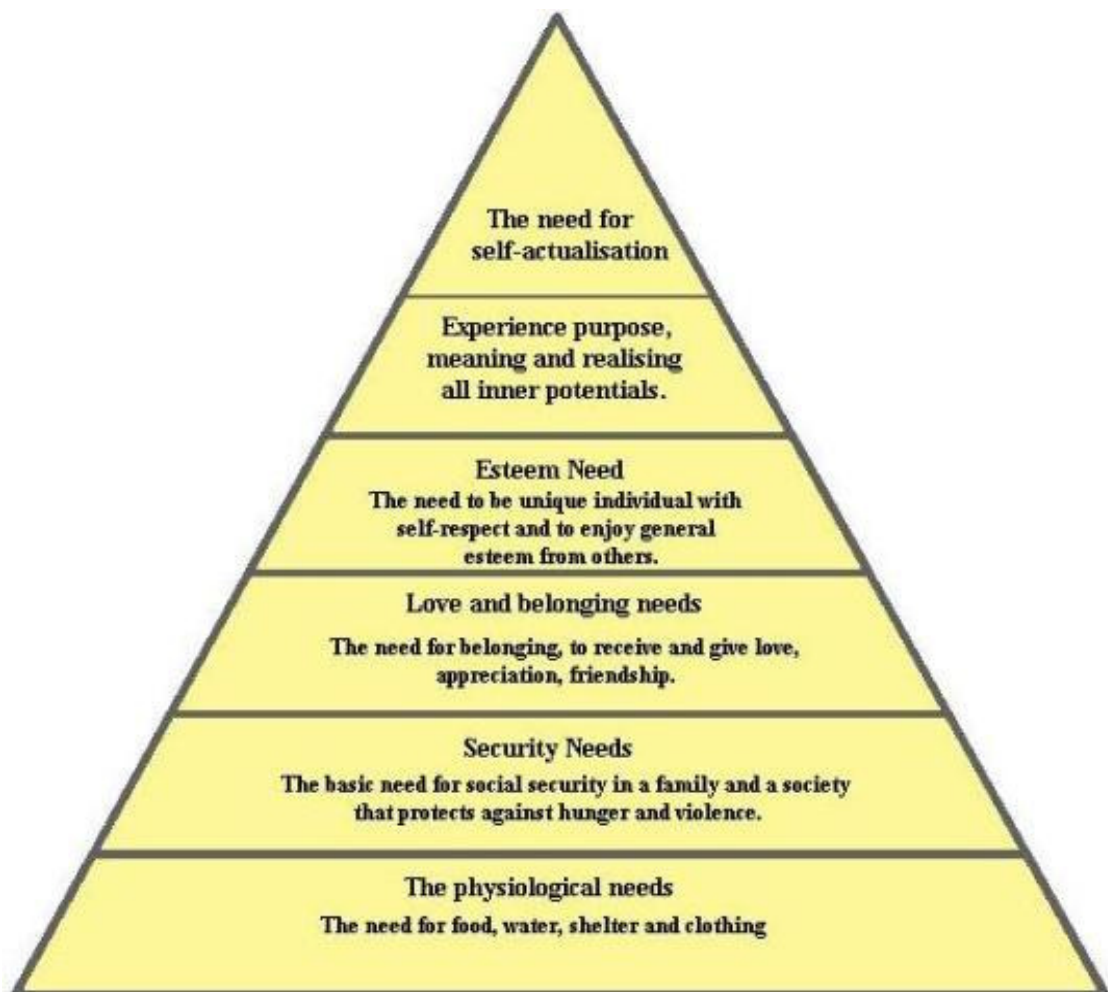 The need for
self-actualisation
Experience purpose,
meaning and realising
all inner potentials.
Esteem Need
The need to be unique individual with
self-respect and to enjoy general
esteem from others.
Love and belonging needs
The need for belonging, to receive and give love,
appreciation, friendship.
Security Needs
The basic need for social security in a family and a society
that protects against hunger and violence.
The physiological needs
The need for food, water, shelter and clothing